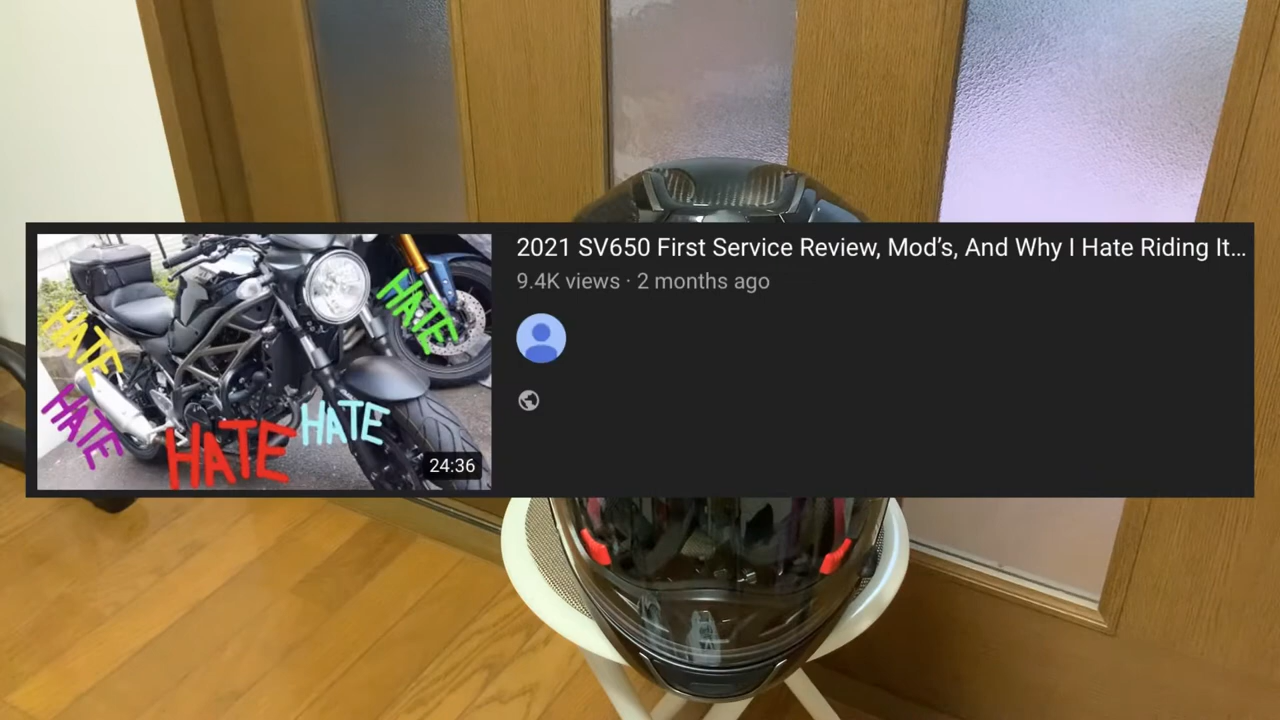 2021 SV650 First Service Review, Mod's, And Why I Hate Riding It...
9.4K views · 2 months ago
HATE
HATE
HATE
HATE
HATE
24:36